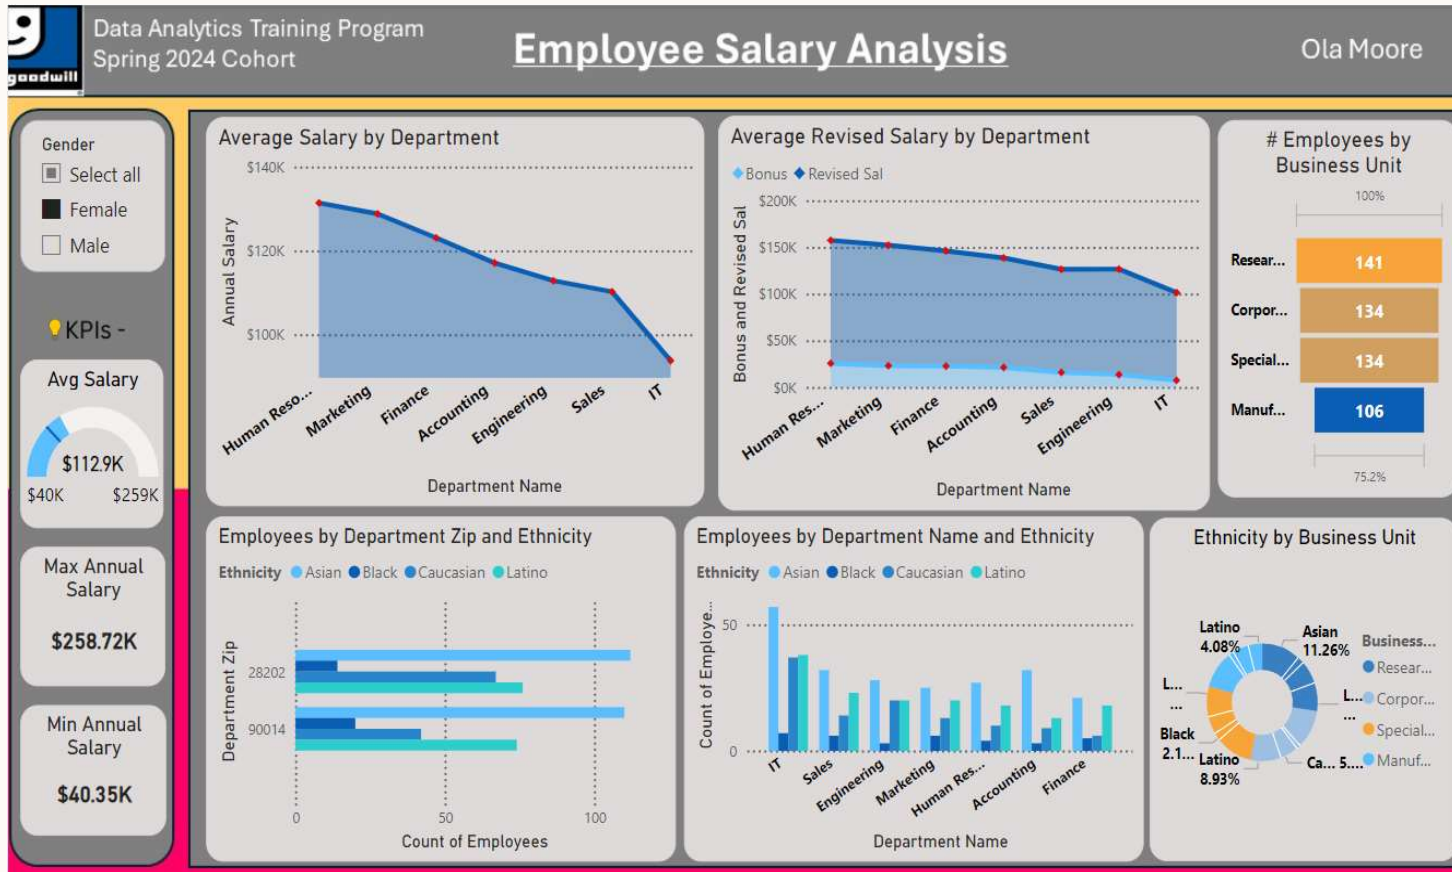 goodwill
Data Analytics Training Program
Spring 2024 Cohort
Employee Salary Analysis
Ola Moore
Gender
Select all
Female
Male
KPIs -
Avg Salary
$112.9K
$40K $259K
Max Annual
Salary
$258.72K
Min Annual
Salary
$40.35K
Average Salary by Department
Annual Salary
$140K
$120K
$100K
Human Reso...
Marketing
Finance
Accounting
Engineering
Sales
IT
Department Name
Average Revised Salary by Department
Bonus Revised Sal
Bonus and Revised Sal
$200K
$150K
$100K
$50K
$0K
Human Res...
Marketing
Finance
Accounting
Sales
Engineering
IT
Department Name
# Employees by
Business Unit
100%
Resear... 141
Corpor... 134
Special... 134
Manuf... 106
75.2%
Employees by Department Zip and Ethnicity
Ethnicity Asian Black Caucasian Latino
Department Zip
28202
90014
0 50 100
Count of Employees
Employees by Department Name and Ethnicity
Ethnicity Asian Black Caucasian Latino
Count of Employe...
50
0
IT
Sales
Engineering
Marketing
Human Res...
Accounting
Finance
Department Name
Ethnicity by Business Unit
Latino
4.08%
Asian
11.26%
L...
...
L...
...
Black
2.1...
Latino
8.93%
Ca... 5....
Business...
Resear...
Corpor...
Special...
Manuf...